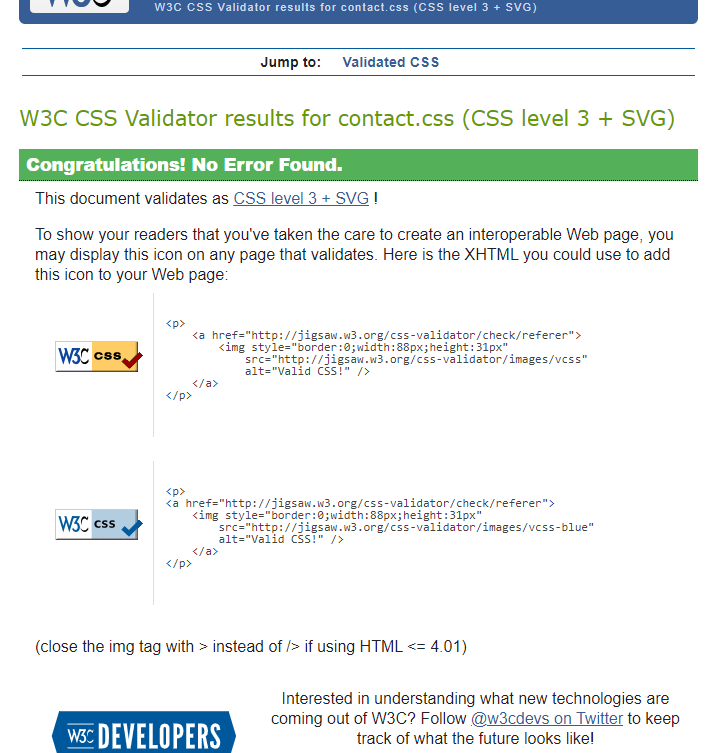 W3C CSS Validator results for contact.css (CSS level 3 + SVG)
Jump to: Validated CSS
W3C CSS Validator results for contact.css (CSS level 3 + SVG)
Congratulations! No Error Found.
This document validates as CSS level 3 + SVG !
To show your readers that you've taken the care to create an interoperable Web page, you
may display this icon on any page that validates. Here is the XHTML you could use to add
this icon to your Web page:
W3C css
<p>
<a href="http://jigsaw.w3.org/css-validator/check/referer">
<img style="border:0;width:88px;height:31px"
src="http://jigsaw.w3.org/css-validator/images/vcss"
alt="Valid CSS!" />
</a>
</p>
W3C css
<p>
<a href="http://jigsaw.w3.org/css-validator/check/referer">
<img style="border:0;width:88px;height:31px"
src="http://jigsaw.w3.org/css-validator/images/vcss-blue"
alt="Valid CSS!" />
</a>
</p>
(close the img tag with > instead of /> if using HTML <= 4.01)
W3C DEVELOPERS
Interested in understanding what new technologies are
coming out of W3C? Follow @w3cdevs on Twitter to keep
track of what the future looks like!